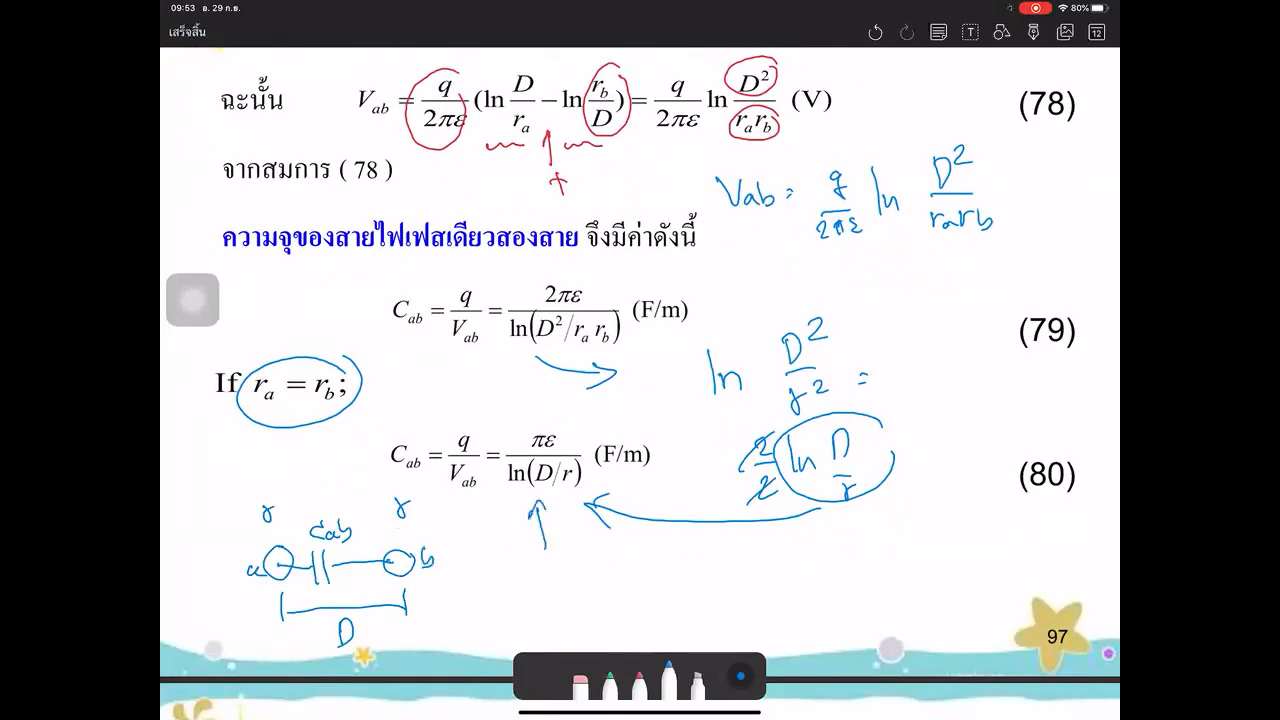 09:53 อ. 29 ก.ย.
80%
เสร็จสิ้น
T
12
ฉะนั้น V_ab = q/2πε (ln D/r_a − ln r_b/D) = q/2πε ln D²/r_a r_b (V) (78)
+
จากสมการ ( 78 )
Vab = q/2πε ln D²/rarb
ความจุของสายไฟเฟสเดียวสองสาย จึงมีค่าดังนี้
C_ab = q/V_ab = 2πε/ln(D²/r_a r_b) (F/m) (79)
ln D²/r² =
If r_a = r_b;
2/2 ln D/r
C_ab = q/V_ab = πε/ln(D/r) (F/m) (80)
r r
Cab
a b
D
97